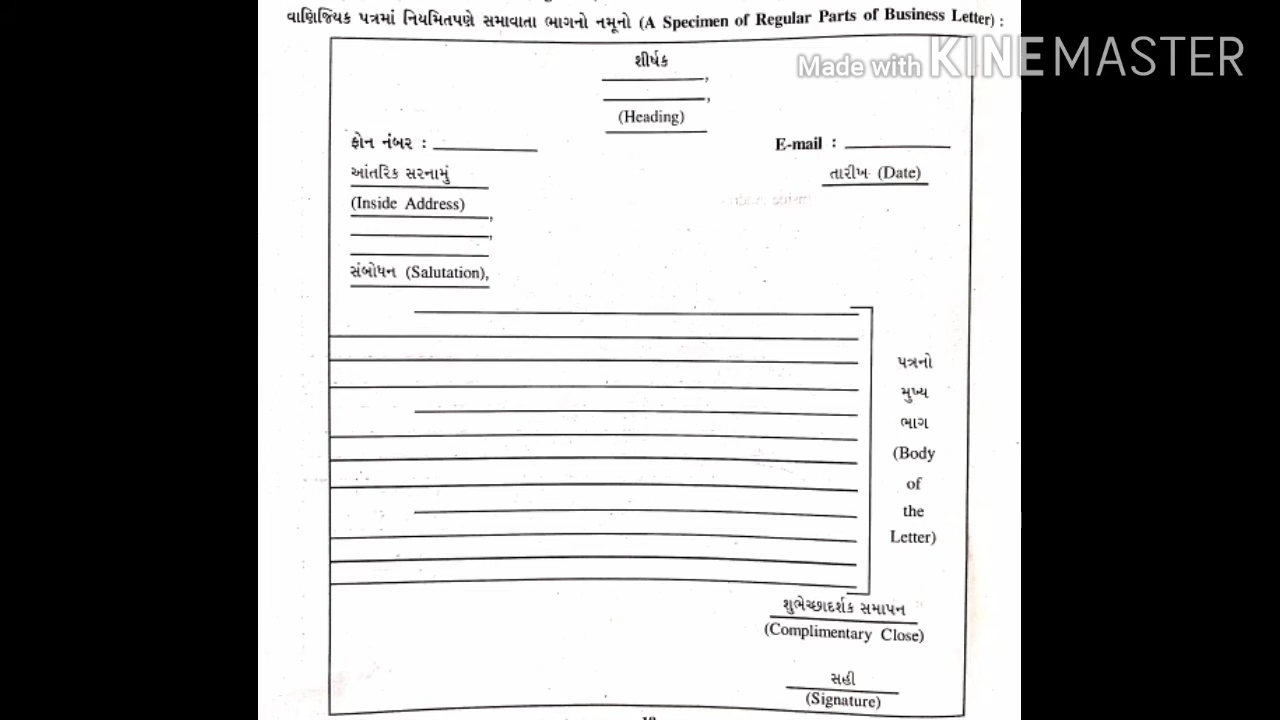 વાણિજ્યિક પત્રમાં નિયમિતપણે સમાવાતા ભાગનો નમૂનો (A Specimen of Regular Parts of Business Letter) :
Made with KINEMASTER
શીર્ષક
(Heading)
ફોન નંબર :
E-mail :
આંતરિક સરનામું
તારીખ (Date)
(Inside Address)
સંબોધન (Salutation),
પત્રનો
મુખ્ય
ભાગ
(Body
of
the
Letter)
શુભેચ્છાદર્શક સમાપન
(Complimentary Close)
સહી
(Signature)